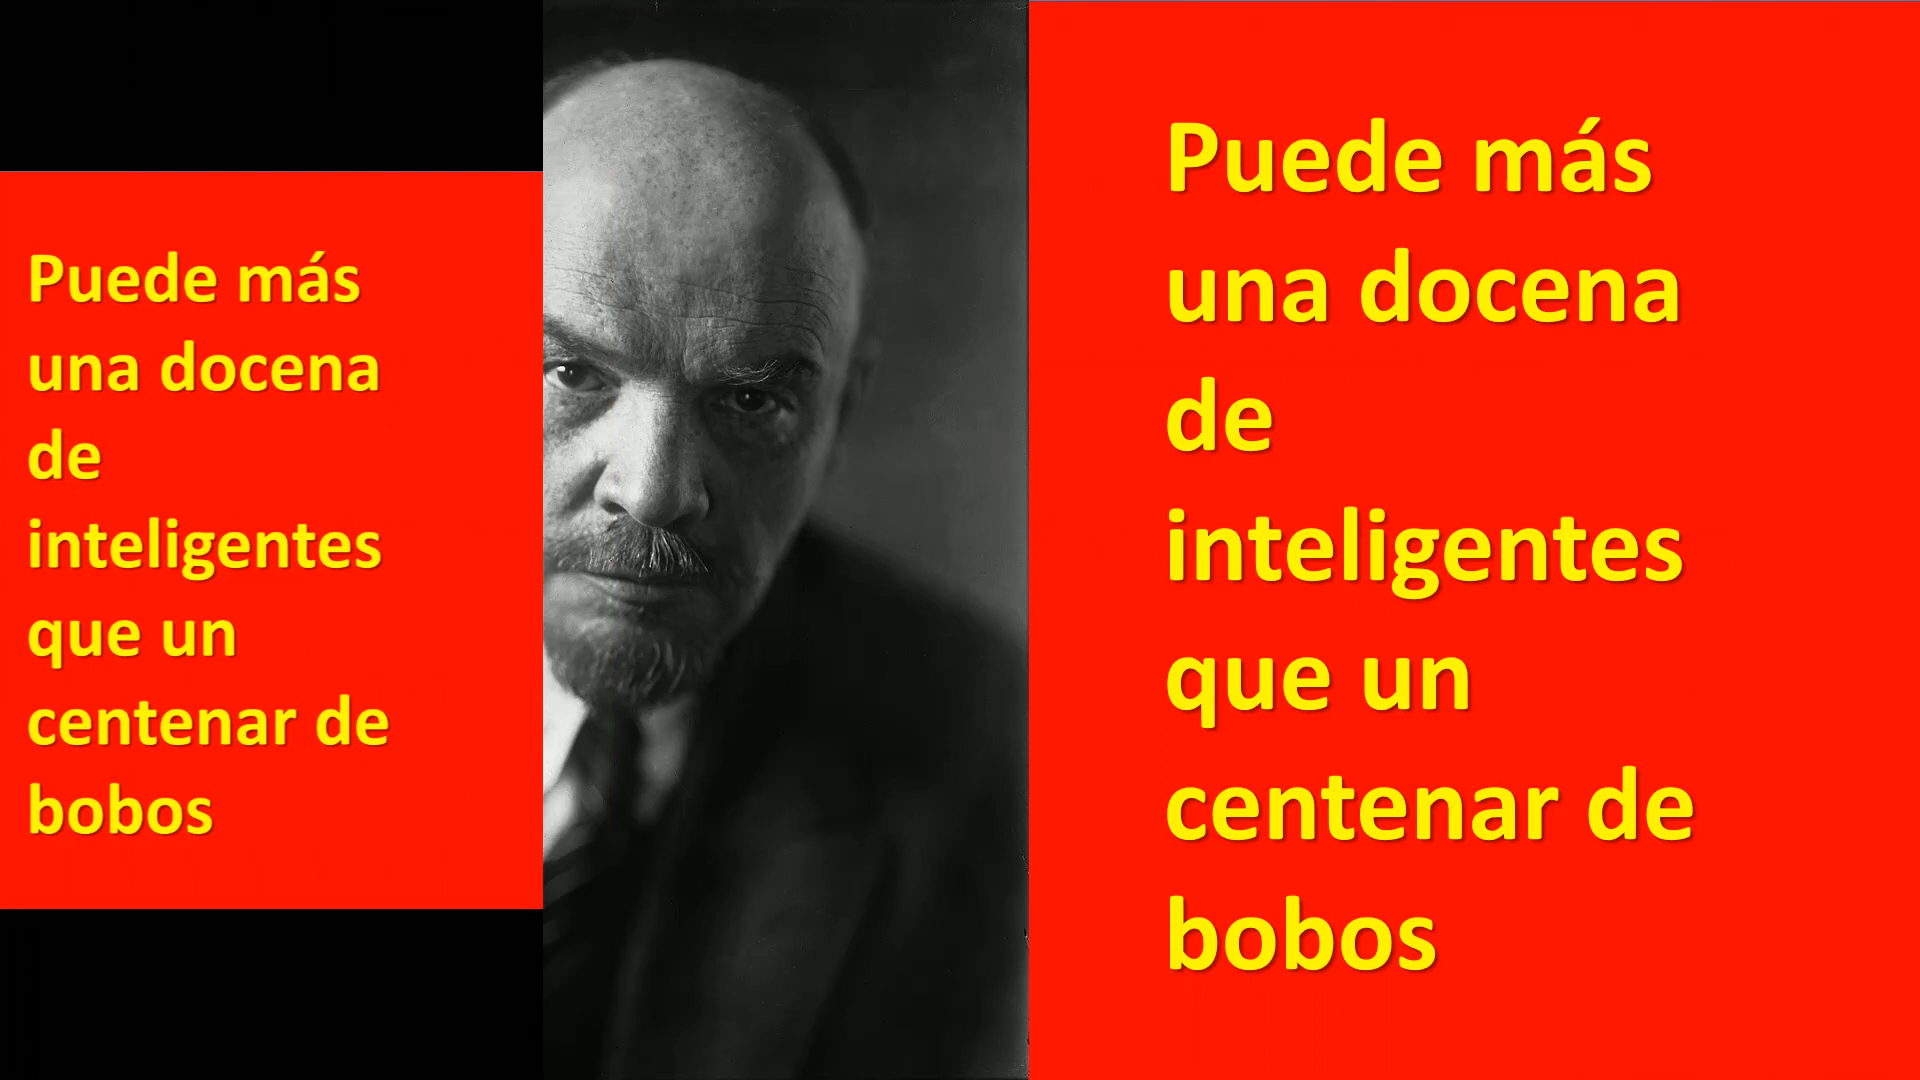 Puede más
una docena
de
inteligentes
que un
centenar de
bobos
Puede más
una docena
de
inteligentes
que un
centenar de
bobos